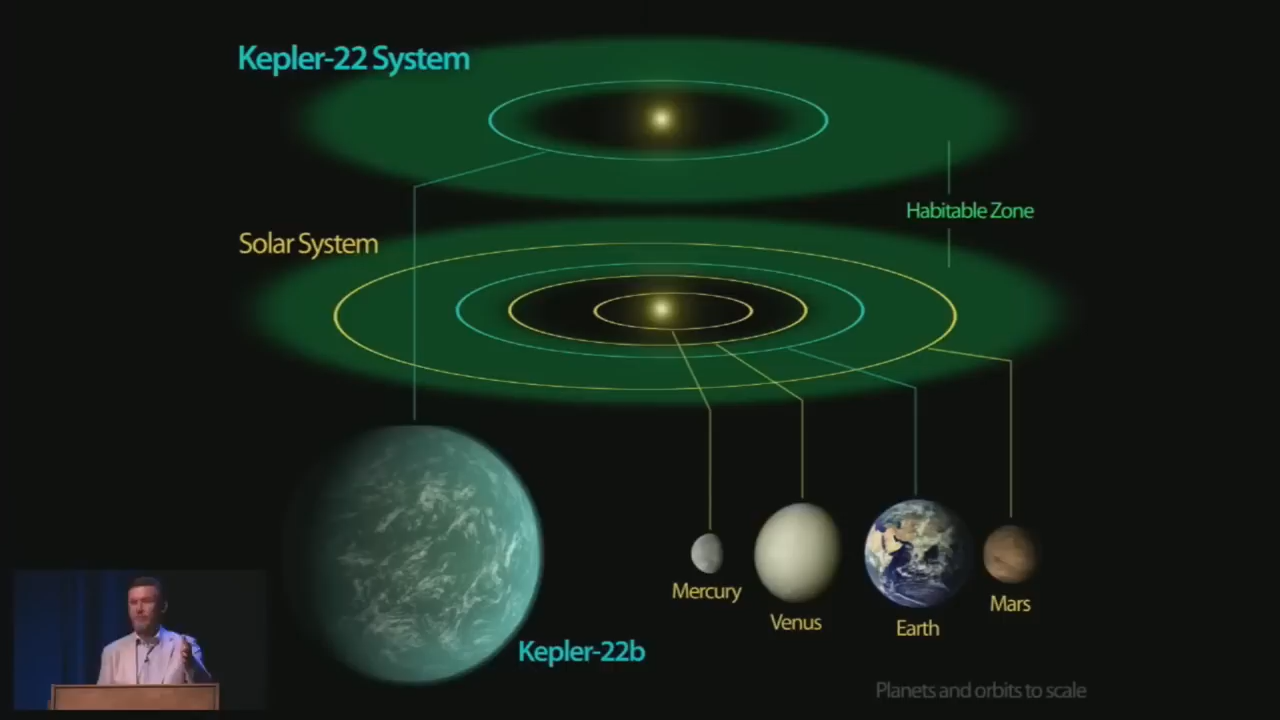 Kepler-22 System
Habitable Zone
Solar System
Mercury
Venus
Earth
Mars
Kepler-22b
Planets and orbits to scale